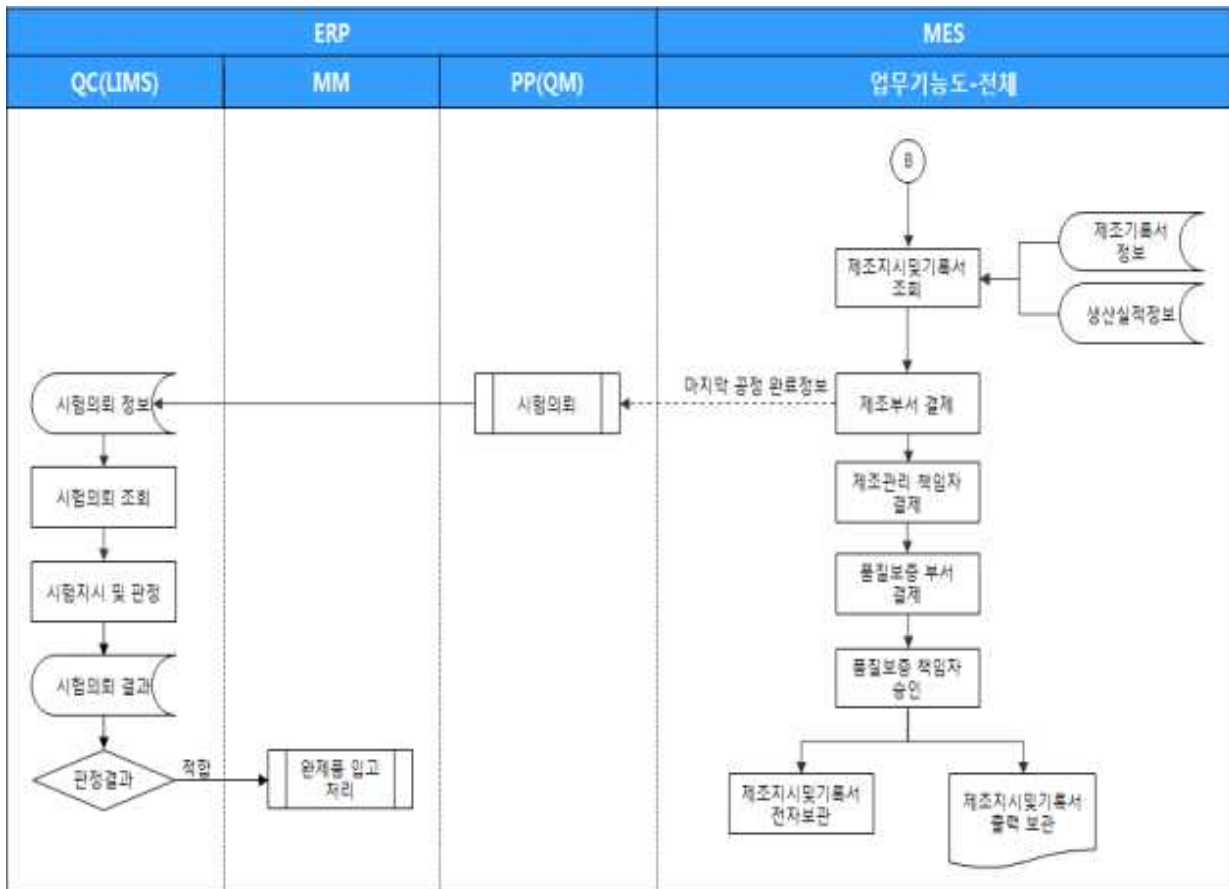 ERP
MES
QC(LIMS)
MM
PP(QM)
업무기능도-전체
B
제조기록서
정보
제조지시및기록서
조회
생산실적정보
시험의뢰 정보
시험의뢰
마지막 공정 완료정보
제조부서 결제
시험의뢰 조회
제조관리 책임자
결제
시험지시 및 판정
품질보증 부서
결제
시험의뢰 결과
품질보증 책임자
승인
판정결과
적합
완제품 입고
처리
제조지시및기록서
전자보관
제조지시및기록서
출력 보관